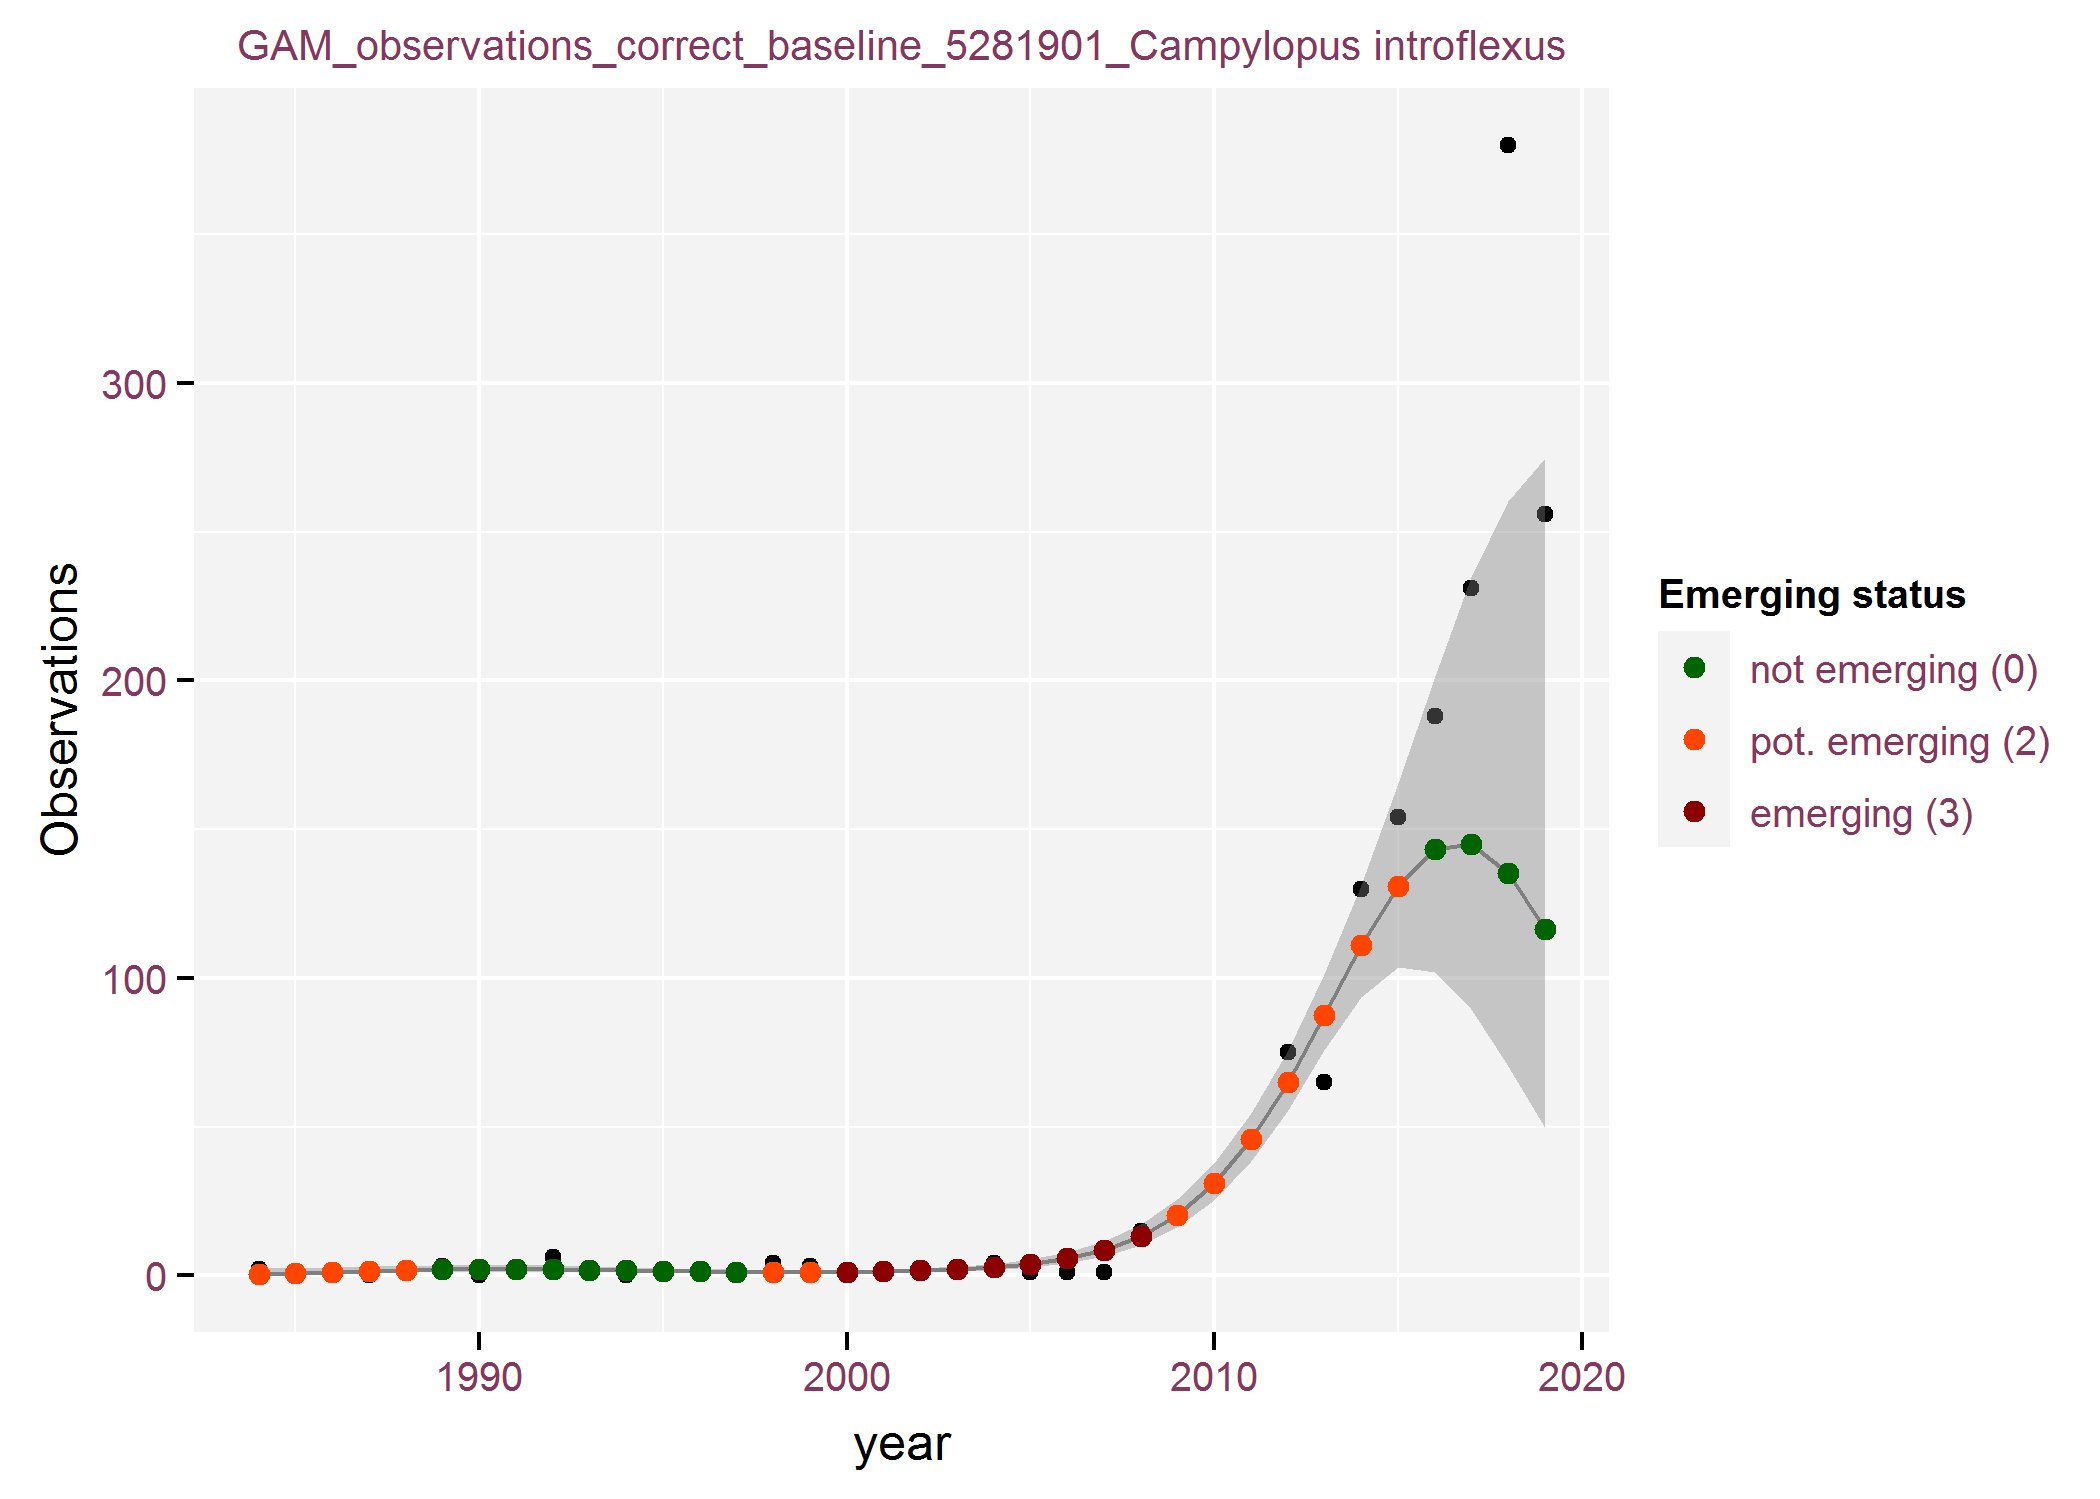 GAM_observations_correct_baseline_5281901_Campylopus introflexus
Observations
300
200
100
0
1990
2000
2010
2020
year
Emerging status
not emerging (0)
pot. emerging (2)
emerging (3)